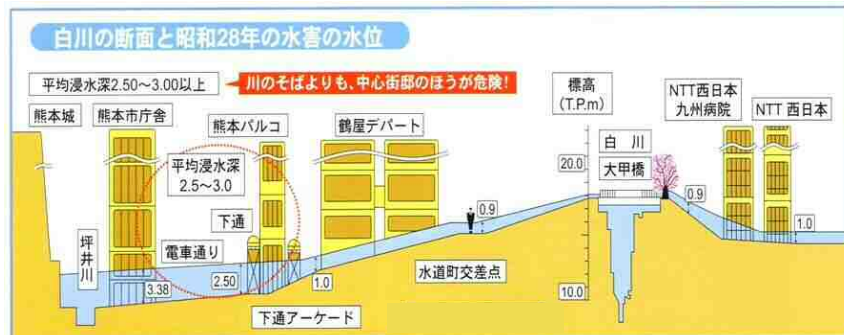 白川の断面と昭和28年の水害の水位
平均浸水深2.50〜3.00以上
川のそばよりも、中心街邸のほうが危険！
標高
（T.P.m）
NTT西日本
九州病院
NTT 西日本
熊本城
熊本市庁舎
熊本パルコ
鶴屋デパート
平均浸水深
2.5〜3.0
20.0
白 川
大甲橋
0.9
0.9
1.0
下通
坪井川
電車通り
3.38
2.50
1.0
水道町交差点
10.0
下通アーケード